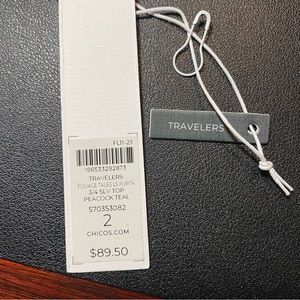 FL11-23
196533292873
TRAVELERS
FOLIAGE TALES LS KURTA
3/4 SLV TOP
PEACOCK TEAL
570353082
2
CHICOS.COM
$89.50
TRAVELERS